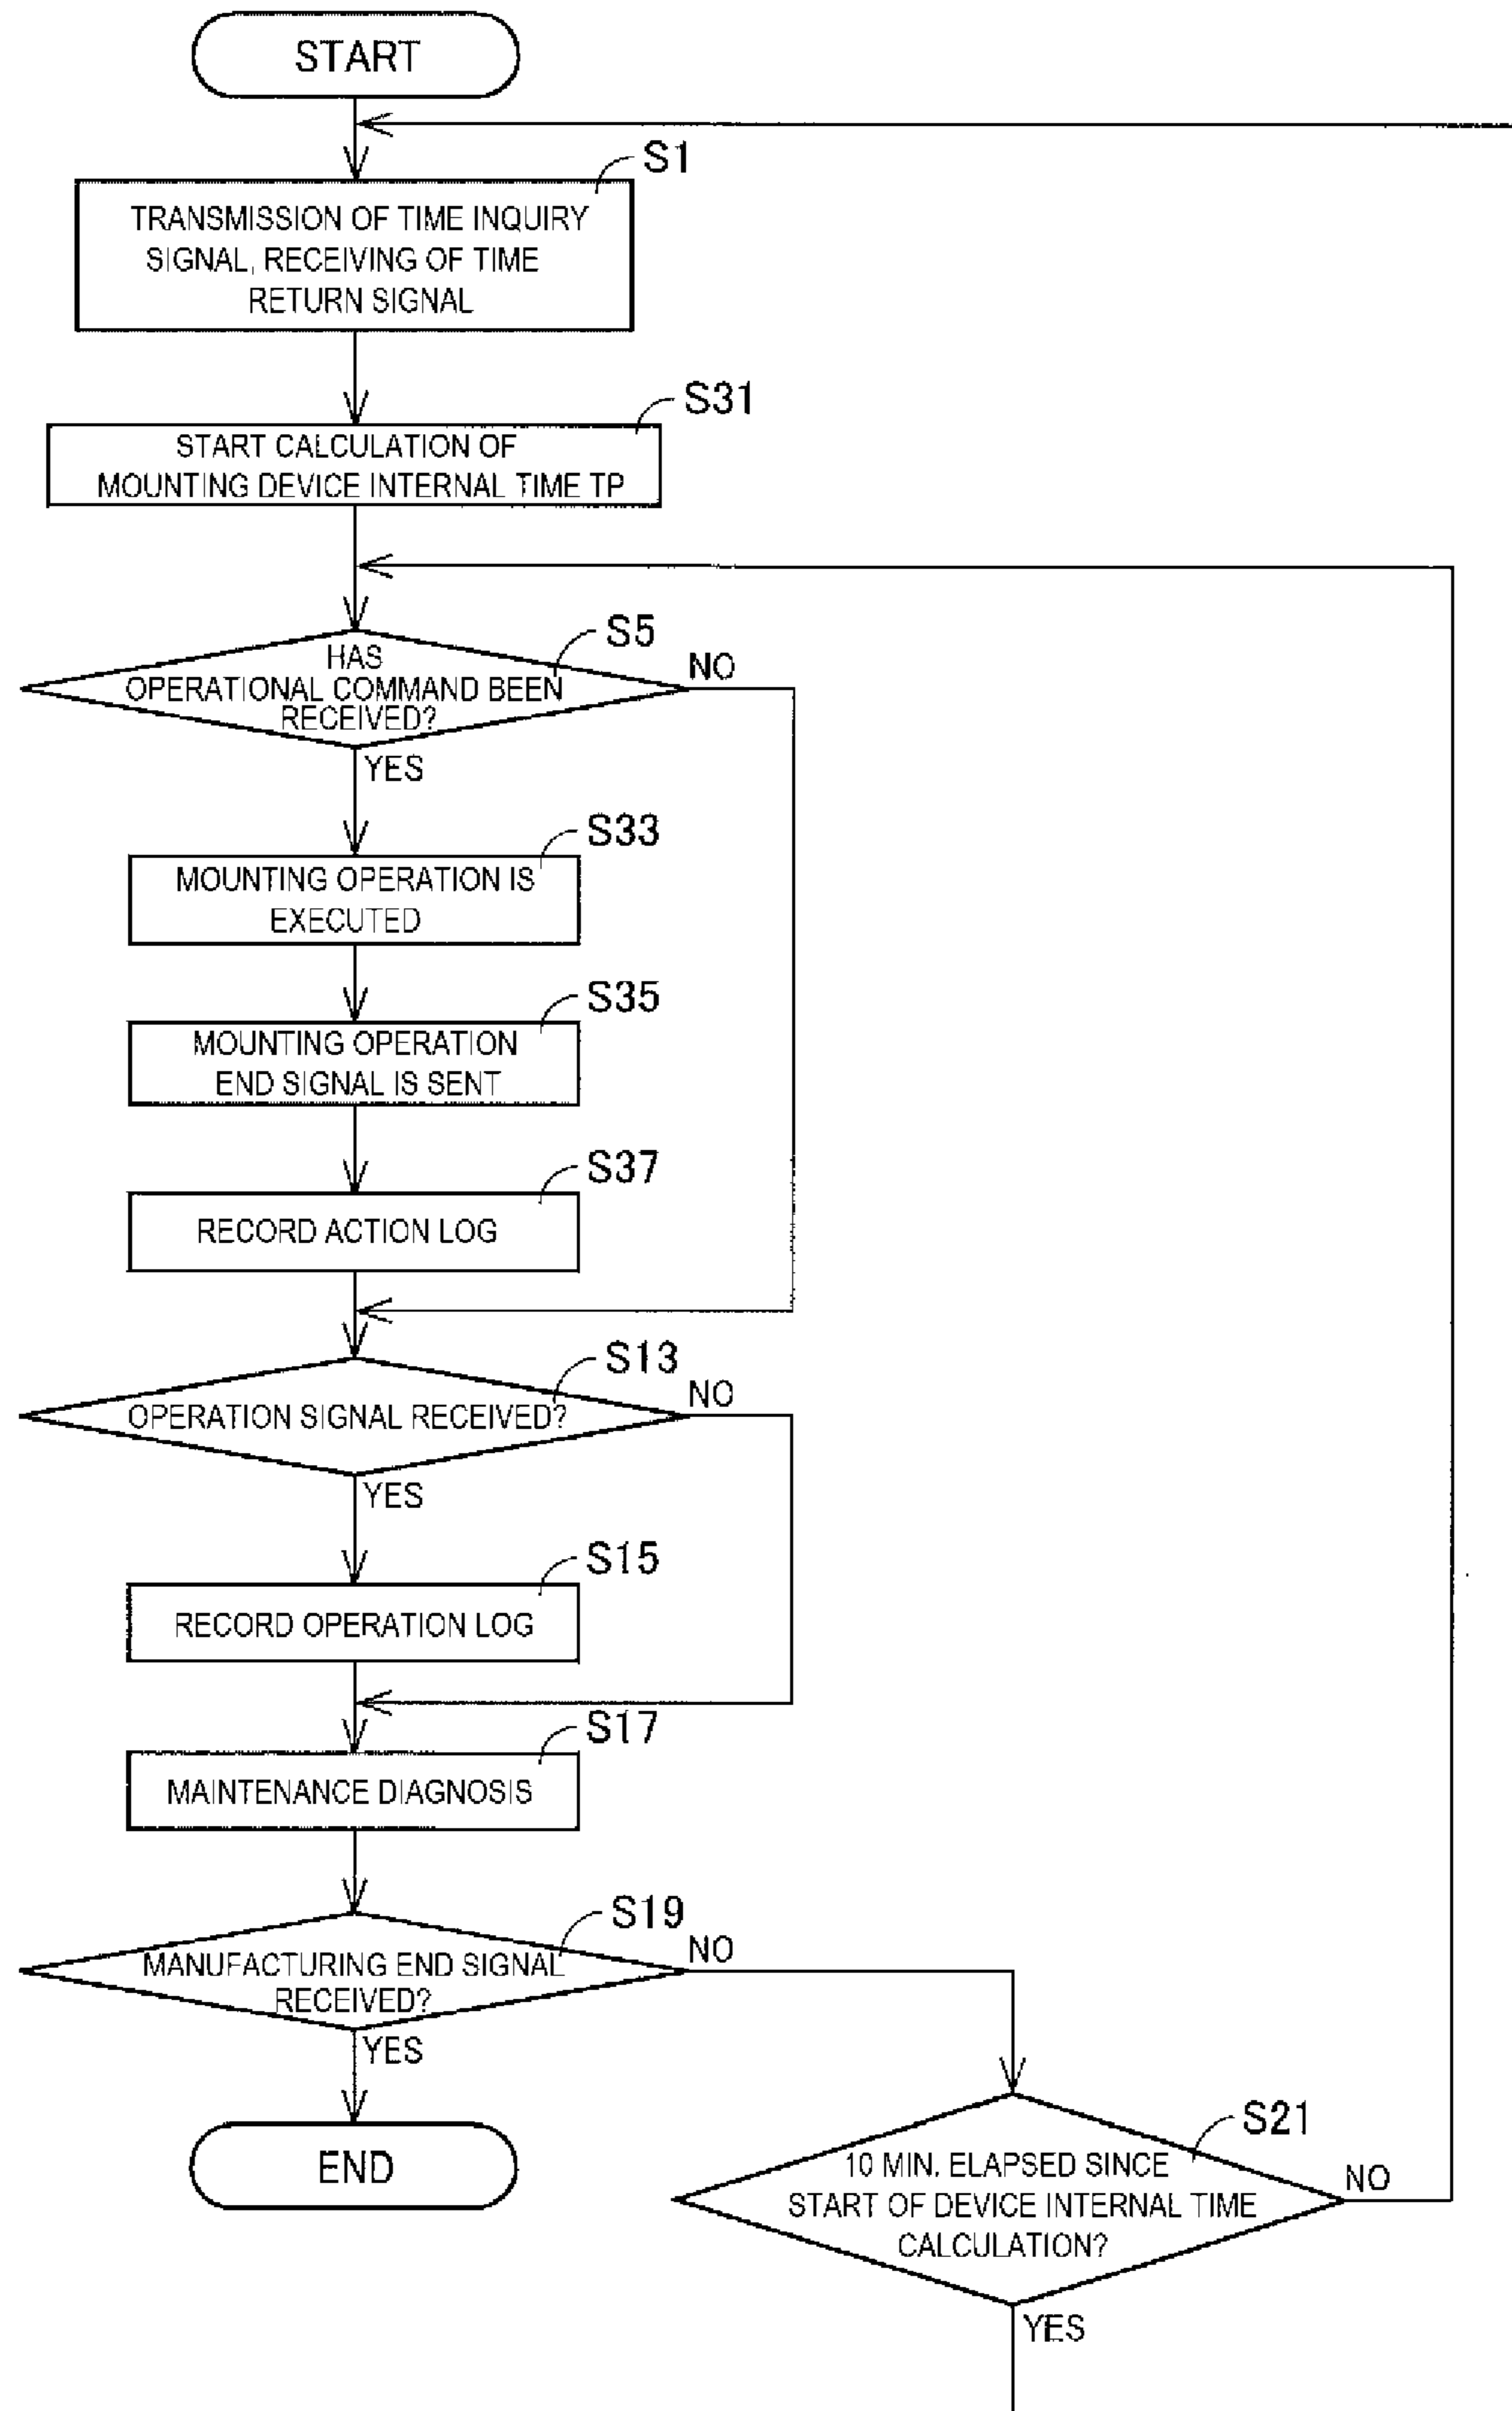 START
S1
TRANSMISSION OF TIME INQUIRY
SIGNAL, RECEIVING OF TIME
RETURN SIGNAL
S31
START CALCULATION OF
MOUNTING DEVICE INTERNAL TIME TP
S5
HAS
OPERATIONAL COMMAND BEEN
RECEIVED?
NO
YES
S33
MOUNTING OPERATION IS
EXECUTED
S35
MOUNTING OPERATION
END SIGNAL IS SENT
S37
RECORD ACTION LOG
S13
OPERATION SIGNAL RECEIVED?
NO
YES
S15
RECORD OPERATION LOG
S17
MAINTENANCE DIAGNOSIS
S19
MANUFACTURING END SIGNAL
RECEIVED?
NO
YES
END
S21
10 MIN. ELAPSED SINCE
START OF DEVICE INTERNAL TIME
CALCULATION?
NO
YES